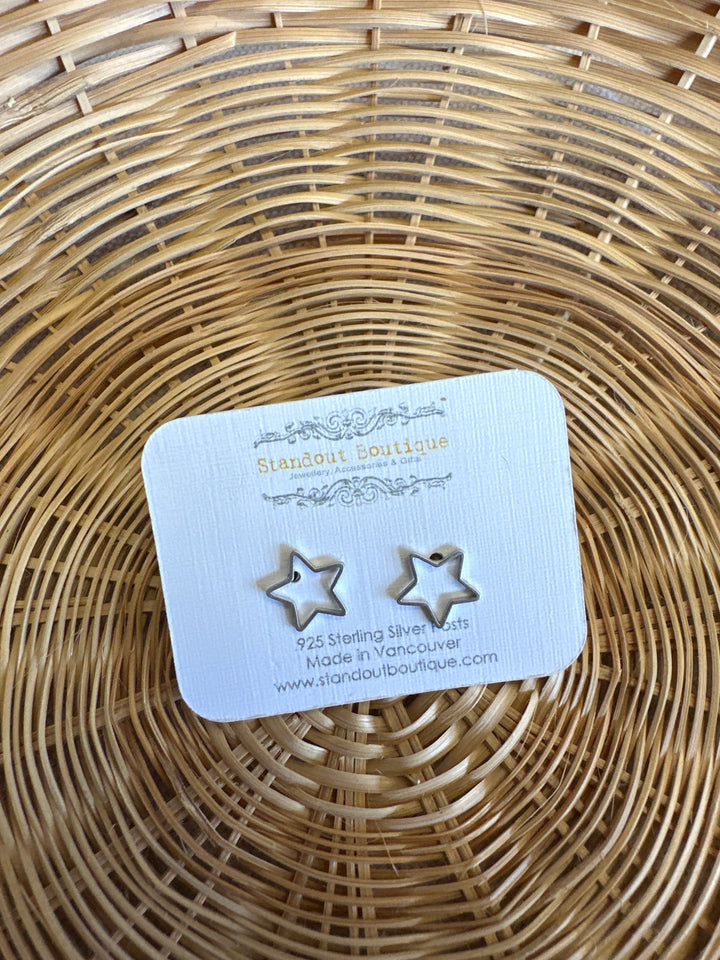 Standout Boutique
Jewellery, Accessories & Gifts
.925 Sterling Silver Posts
Made in Vancouver
www.standoutboutique.com